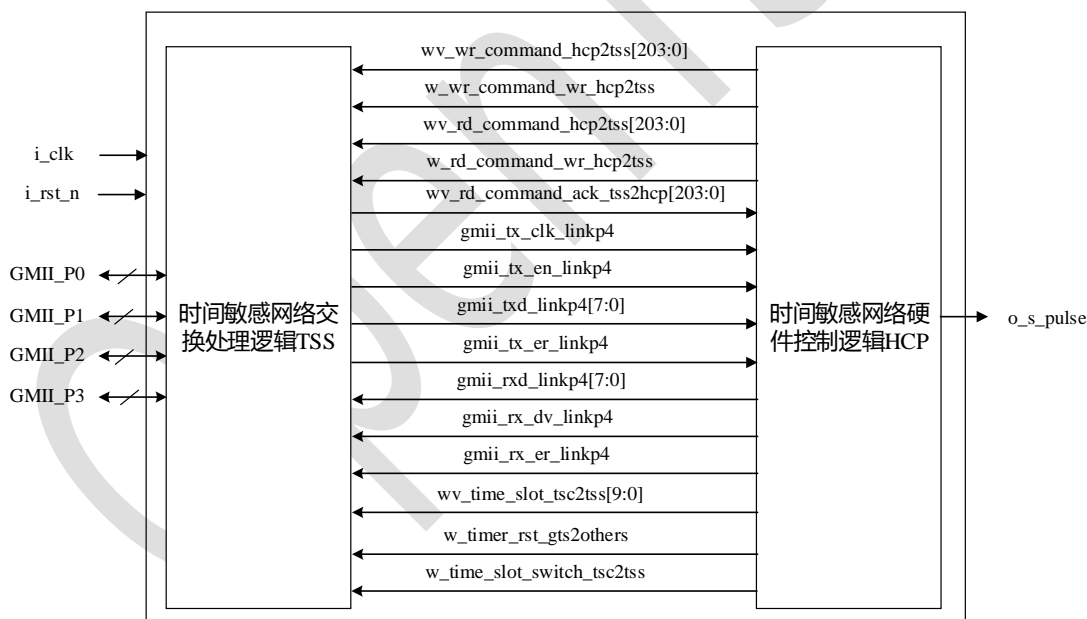 wv_wr_command_hcp2tss[203:0]
w_wr_command_wr_hcp2tss
wv_rd_command_hcp2tss[203:0]
w_rd_command_wr_hcp2tss
wv_rd_command_ack_tss2hcp[203:0]
gmii_tx_clk_linkp4
gmii_tx_en_linkp4
gmii_txd_linkp4[7:0]
gmii_tx_er_linkp4
gmii_rxd_linkp4[7:0]
gmii_rx_dv_linkp4
gmii_rx_er_linkp4
wv_time_slot_tsc2tss[9:0]
w_timer_rst_gts2others
w_time_slot_switch_tsc2tss
i_clk
i_rst_n
GMII_P0
GMII_P1
GMII_P2
GMII_P3
时间敏感网络交
换处理逻辑TSS
时间敏感网络硬
件控制逻辑HCP
o_s_pulse